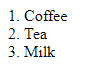 1. Coffee
2. Tea
3. Milk